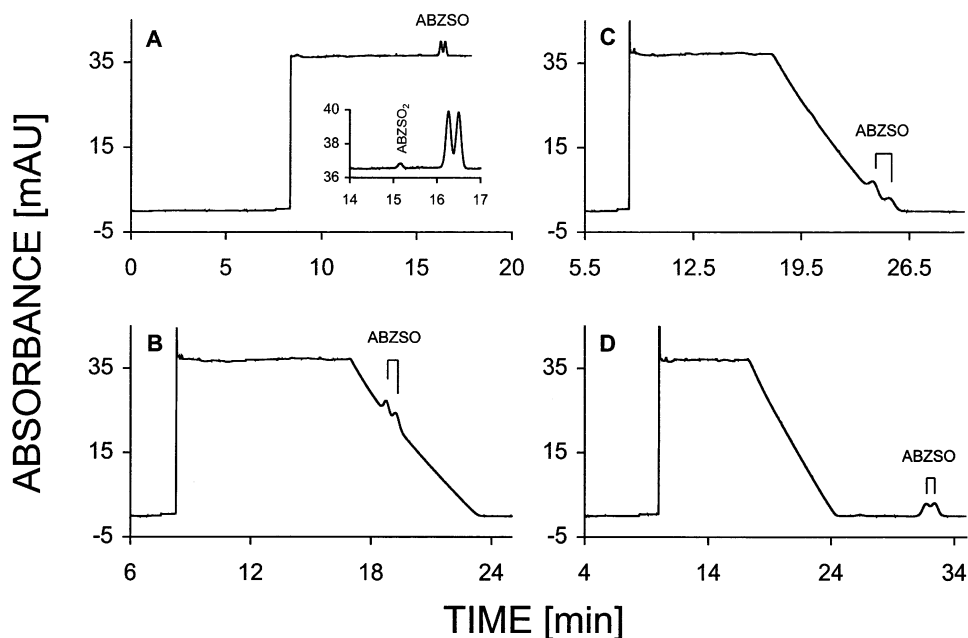 ABSORBANCE [mAU]
A
ABZSO
35
15
-5
0 5 10 15 20
ABZSO₂
40
38
36
14 15 16 17
C
ABZSO
35
15
-5
5.5 12.5 19.5 26.5
B
ABZSO
35
15
-5
6 12 18 24
D
ABZSO
35
15
-5
4 14 24 34
TIME [min]